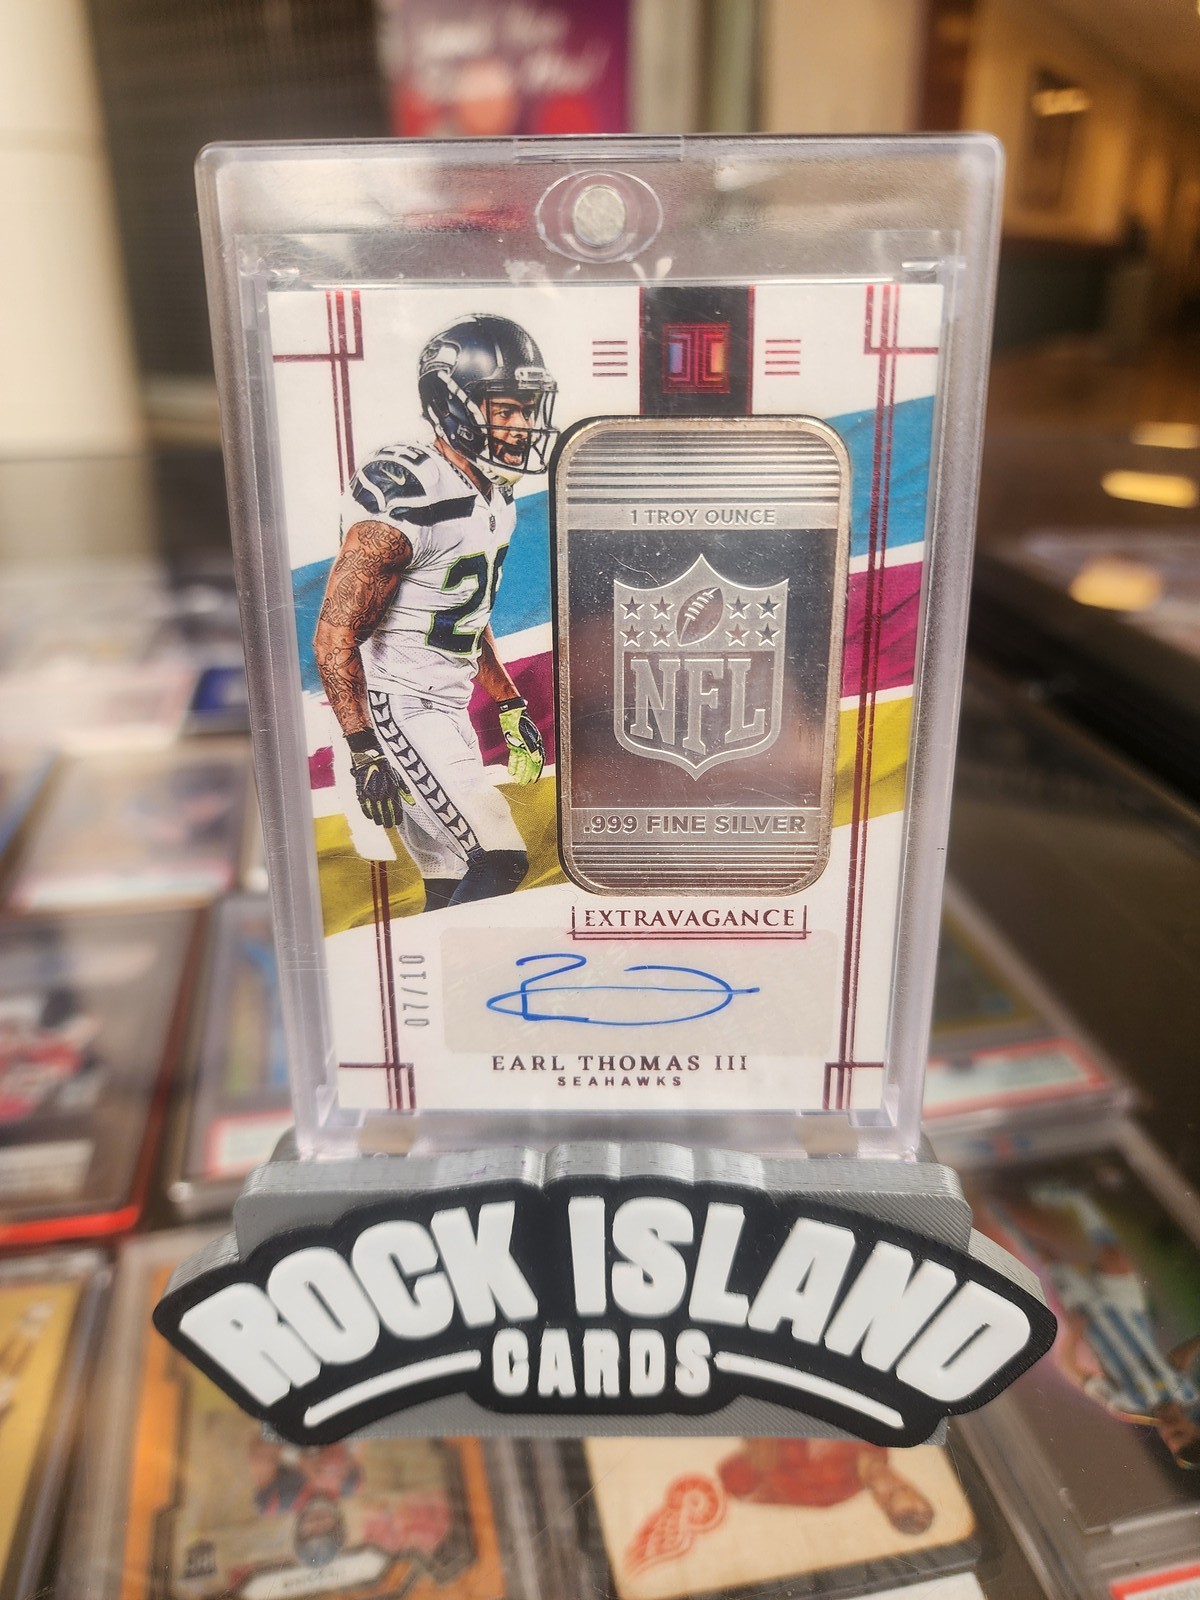 1 TROY OUNCE
NFL
.999 FINE SILVER
EXTRAVAGANCE
07/10
EARL THOMAS III
SEAHAWKS
ROCK ISLAND
CARDS